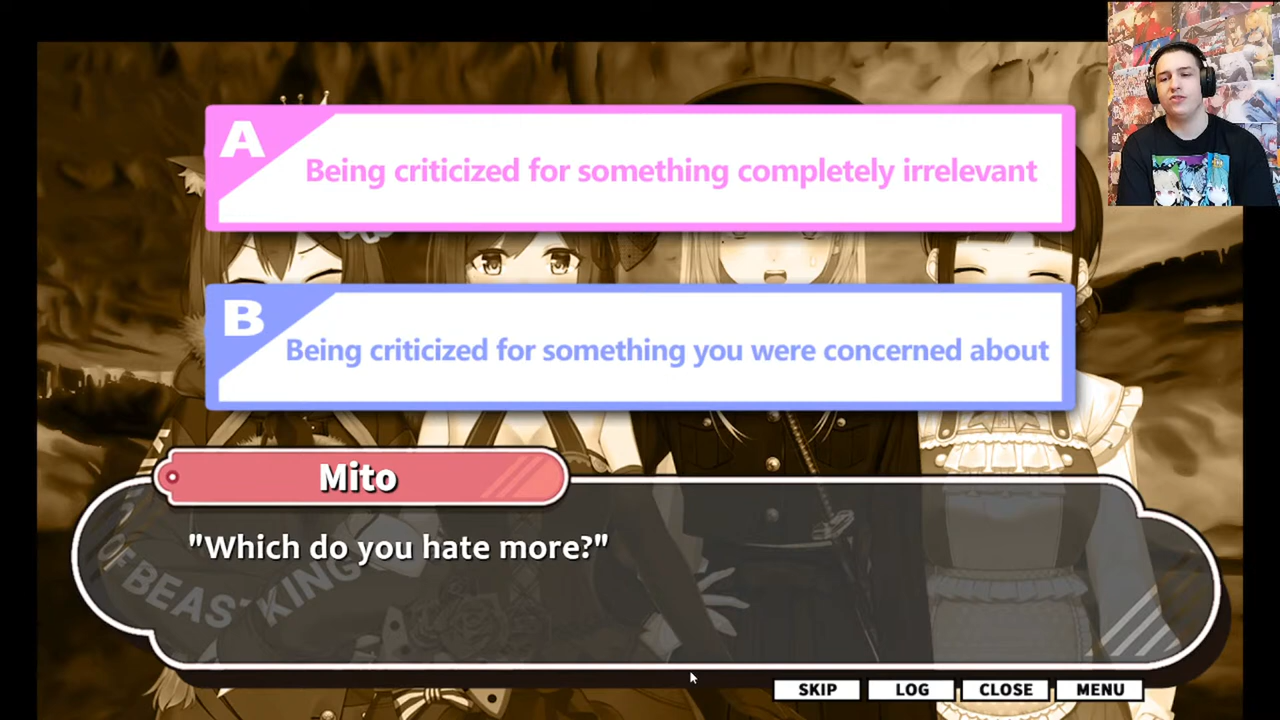 A
Being criticized for something completely irrelevant
B
Being criticized for something you were concerned about
Mito
"Which do you hate more?"
OF BEAST KING
SKIP
LOG
CLOSE
MENU